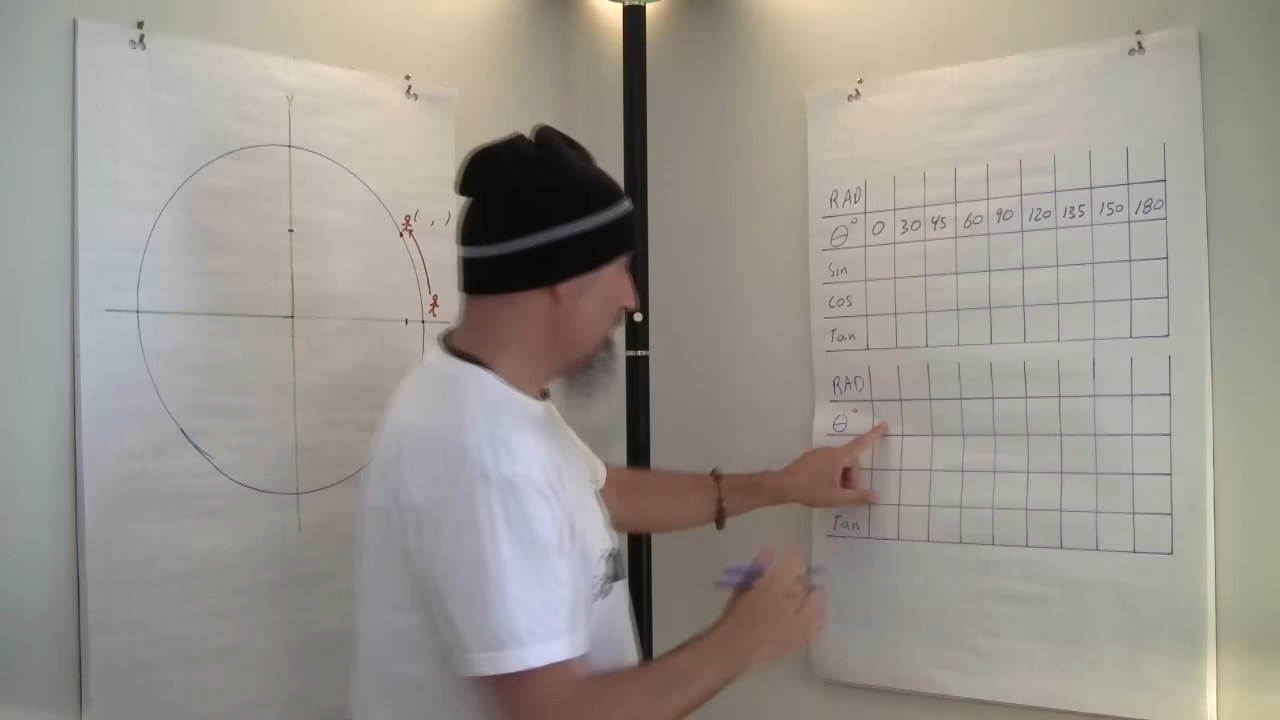 Y
( , )
RAD
θ° 0 30 45 60 90 120 135 150 180
Sin
Cos
Tan
RAD
θ°
Tan